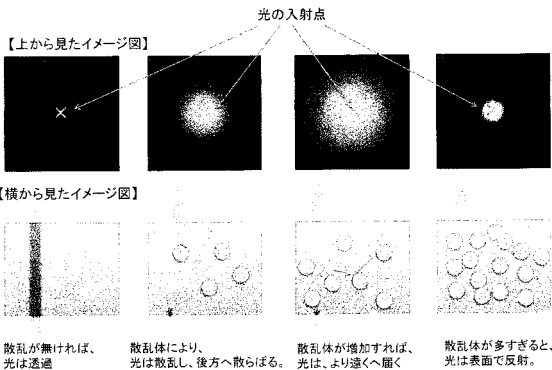 光の入射点
【上から見たイメージ図】
【横から見たイメージ図】
散乱が無ければ、
光は透過
散乱体により、
光は散乱し、後方へ散らばる。
散乱体が増加すれば、
光は、より遠くへ届く
散乱体が多すぎると、
光は表面で反射。